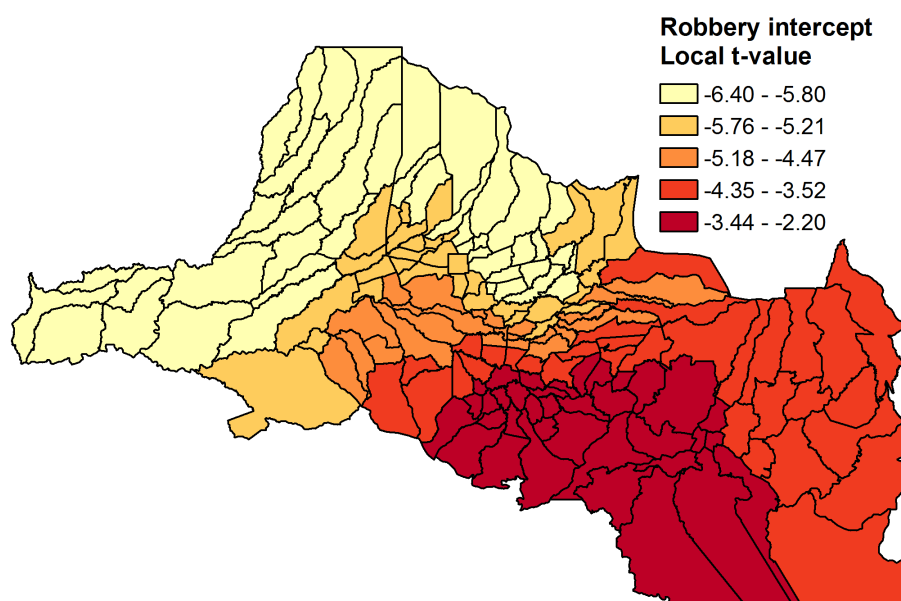 Robbery intercept
Local t-value
-6.40 - -5.80
-5.76 - -5.21
-5.18 - -4.47
-4.35 - -3.52
-3.44 - -2.20